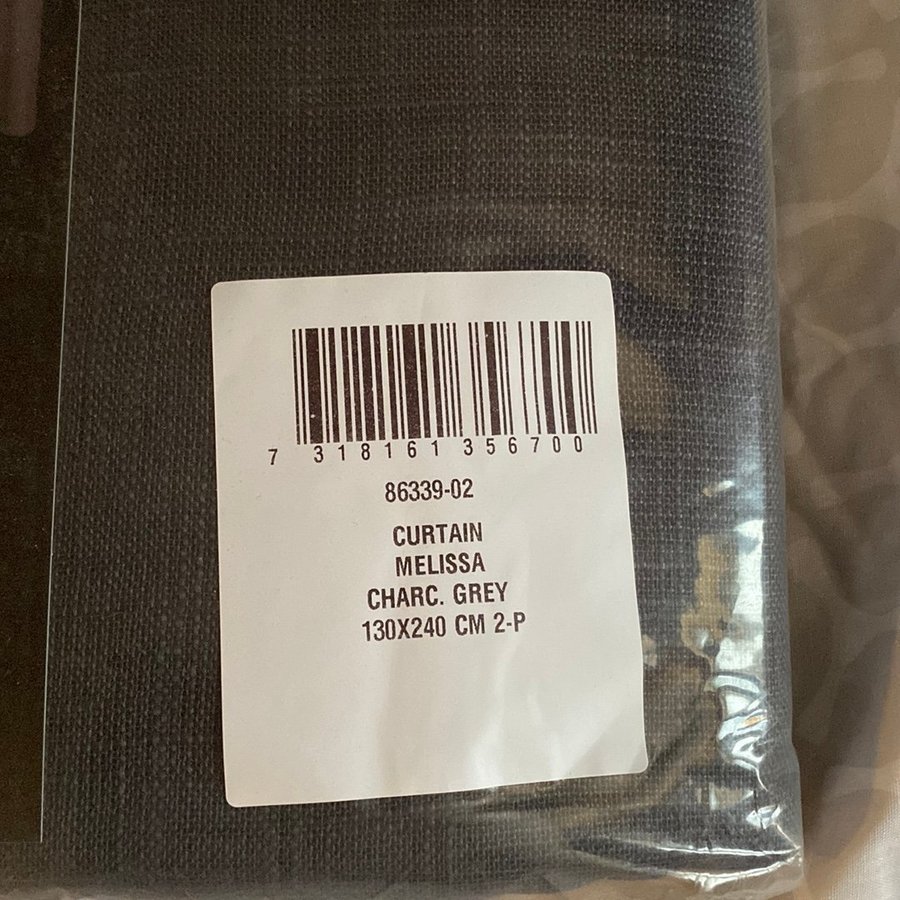 7 318161 356700
86339-02
CURTAIN
MELISSA
CHARC. GREY
130X240 CM 2-P